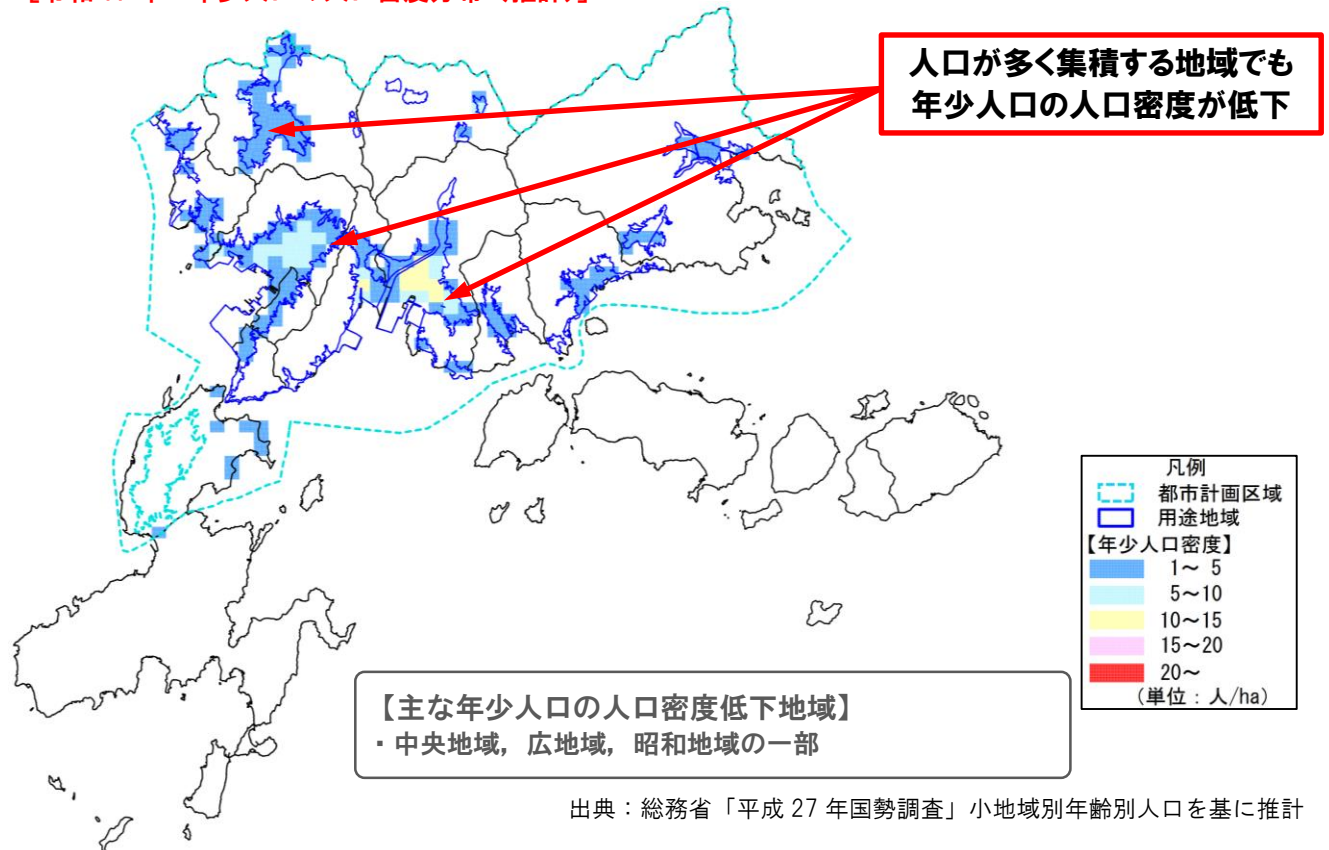 人口が多く集積する地域でも
年少人口の人口密度が低下
凡例
都市計画区域
用途地域
【年少人口密度】
1～ 5
5～10
10～15
15～20
20～
(単位：人/ha)
【主な年少人口の人口密度低下地域】
・中央地域，広地域，昭和地域の一部
出典：総務省「平成 27 年国勢調査」小地域別年齢別人口を基に推計